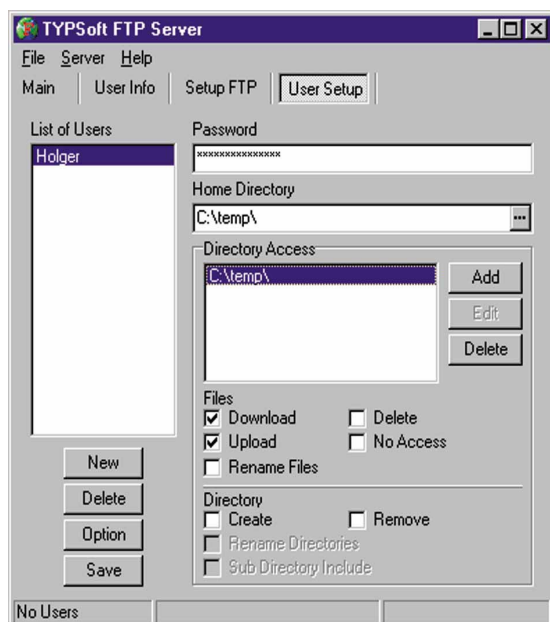 TYPSoft FTP Server
File Server Help
Main User Info Setup FTP User Setup
List of Users
Holger
Password
***************
Home Directory
C:\temp\
...
Directory Access
C:\temp\
Add
Edit
Delete
Files
Download Delete
Upload No Access
Rename Files
Directory
Create Remove
Rename Directories
Sub Directory Include
New
Delete
Option
Save
No Users